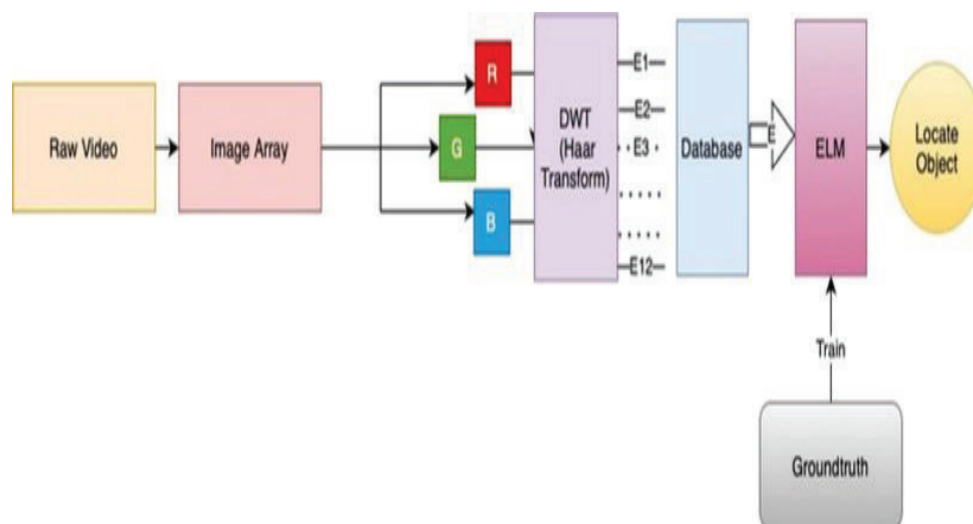 Raw Video
Image Array
R
G
B
DWT
(Haar
Transform)
E1
E2
E3
E12
Database
E
ELM
Locate
Object
Train
Groundtruth